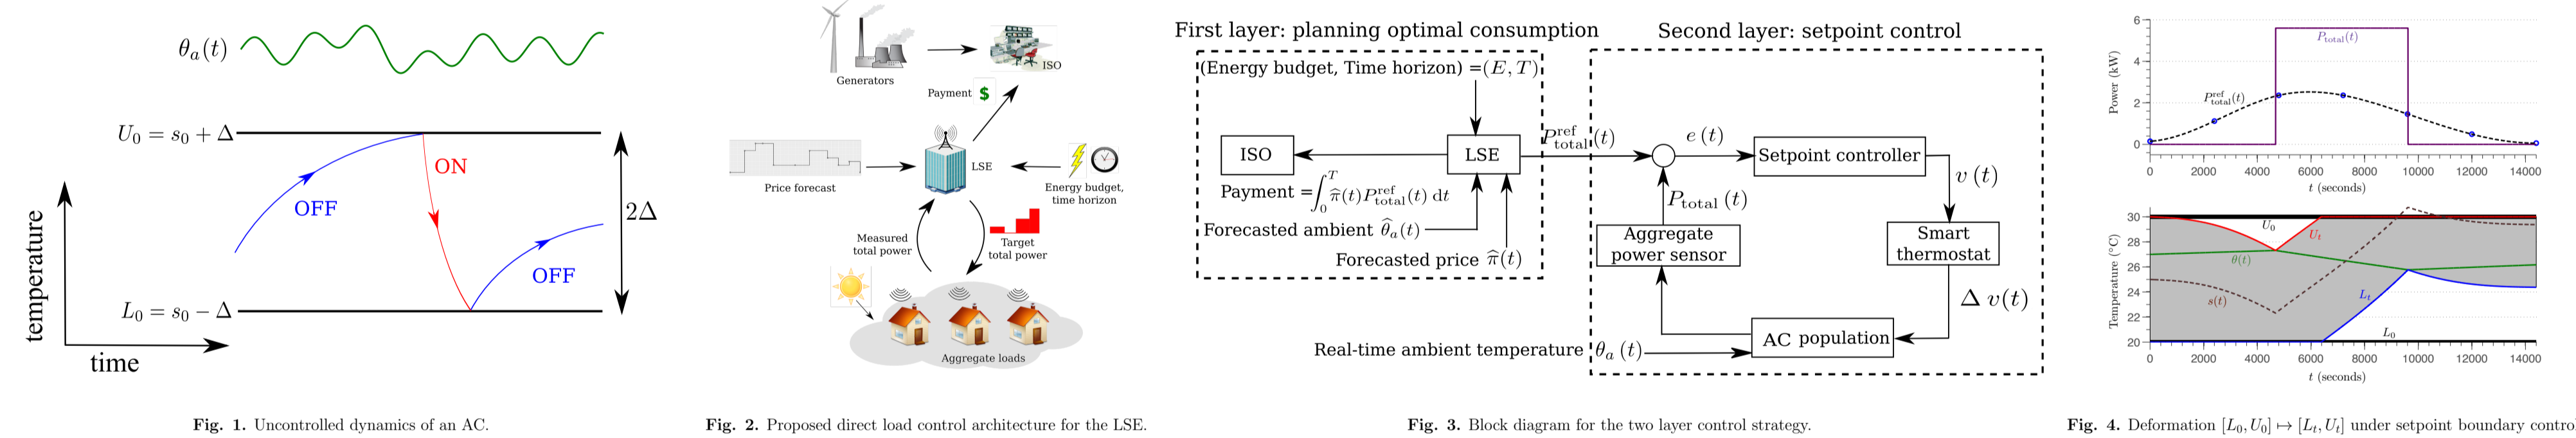 θₐ(t)
U₀ = s₀ + Δ
ON
OFF
2Δ
OFF
L₀ = s₀ − Δ
temperature
time
Fig. 1. Uncontrolled dynamics of an AC.
Generators
ISO
Payment $
LSE
Price forecast
Energy budget,
time horizon
Measured
total power
Target
total power
Aggregate loads
Fig. 2. Proposed direct load control architecture for the LSE.
First layer: planning optimal consumption
Second layer: setpoint control
(Energy budget, Time horizon) =(E, T)
ISO
LSE
P_total^ref(t)
e(t)
Setpoint controller
Payment =∫₀^T π̂(t)P_total^ref(t) dt
P_total(t)
v(t)
Forecasted ambient θ̂ₐ(t)
Aggregate
power sensor
Smart
thermostat
Forecasted price π̂(t)
Δ v(t)
AC population
Real-time ambient temperature θₐ(t)
Fig. 3. Block diagram for the two layer control strategy.
Power (kW)
6
4
2
0
P_total(t)
P_total^ref(t)
0 2000 4000 6000 8000 10000 12000 14000
t (seconds)
Temperature (°C)
30
28
26
24
22
20
U₀
Uₜ
θ(t)
s(t)
Lₜ
L₀
0 2000 4000 6000 8000 10000 12000 14000
t (seconds)
Fig. 4. Deformation [L₀, U₀] ↦ [Lₜ, Uₜ] under setpoint boundary contro